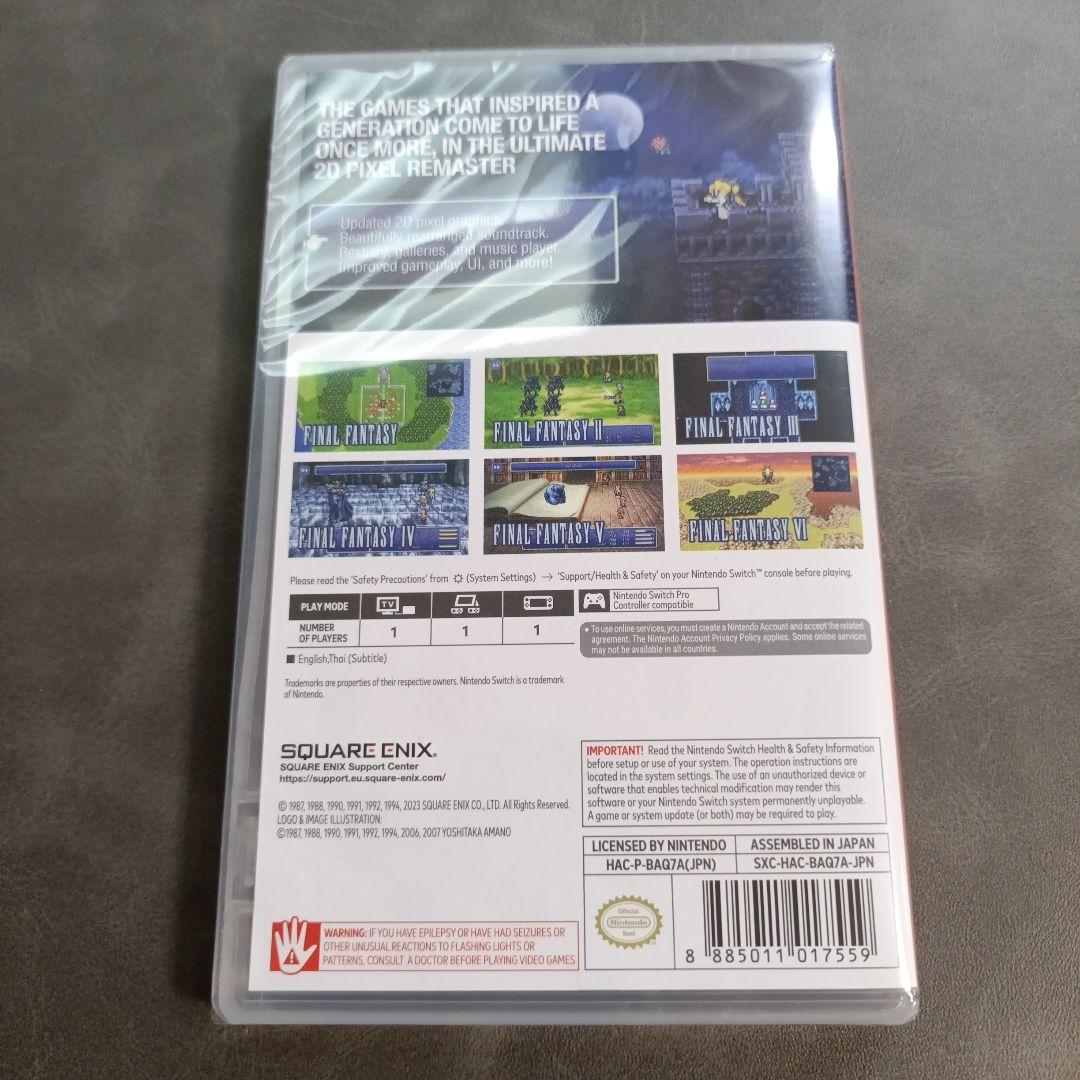 THE GAMES THAT INSPIRED A
GENERATION COME TO LIFE
ONCE MORE, IN THE ULTIMATE
2D PIXEL REMASTER
Updated 2D pixel graphics.
Beautifully rearranged soundtrack.
Bestiary, galleries, and music player.
Improved gameplay, UI, and more!
FINAL FANTASY
FINAL FANTASY II
FINAL FANTASY III
FINAL FANTASY IV
FINAL FANTASY V
FINAL FANTASY VI
Please read the 'Safety Precautions' from (System Settings) → 'Support/Health & Safety' on your Nintendo Switch™ console before playing.
PLAY MODE
TV
NUMBER
OF PLAYERS
1
1
1
Nintendo Switch Pro
Controller compatible
• To use online services, you must create a Nintendo Account and accept the related
agreement. The Nintendo Account Privacy Policy applies. Some online services
may not be available in all countries.
■ English,Thai (Subtitle)
Trademarks are properties of their respective owners. Nintendo Switch is a trademark
of Nintendo.
SQUARE ENIX®
SQUARE ENIX Support Center
https://support.eu.square-enix.com/
© 1987, 1988, 1990, 1991, 1992, 1994, 2023 SQUARE ENIX CO., LTD. All Rights Reserved.
LOGO & IMAGE ILLUSTRATION:
©1987, 1988, 1990, 1991, 1992, 1994, 2006, 2007 YOSHITAKA AMANO
IMPORTANT! Read the Nintendo Switch Health & Safety Information
before setup or use of your system. The operation instructions are
located in the system settings. The use of an unauthorized device or
software that enables technical modification may render this
software or your Nintendo Switch system permanently unplayable.
A game or system update (or both) may be required to play.
LICENSED BY NINTENDO
ASSEMBLED IN JAPAN
HAC-P-BAQ7A(JPN)
SXC-HAC-BAQ7A-JPN
Official
Nintendo
Seal
8 885011 017559
WARNING: IF YOU HAVE EPILEPSY OR HAVE HAD SEIZURES OR
OTHER UNUSUAL REACTIONS TO FLASHING LIGHTS OR
PATTERNS, CONSULT A DOCTOR BEFORE PLAYING VIDEO GAMES.